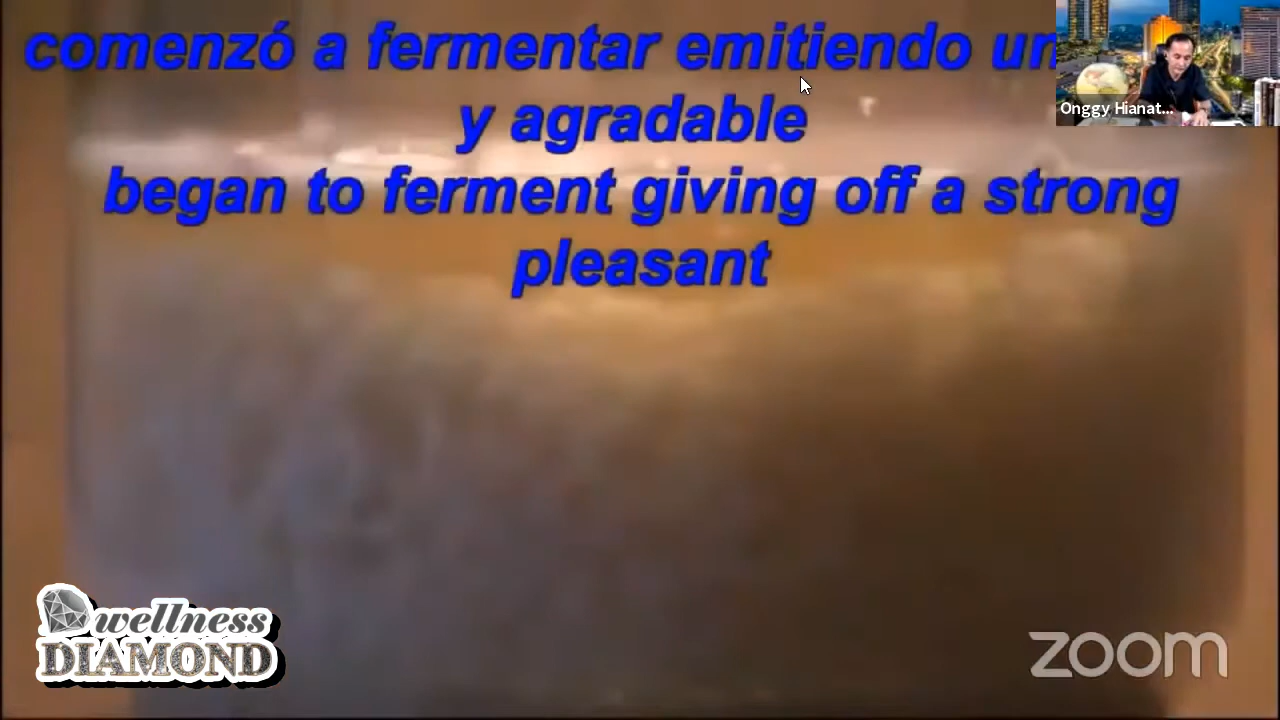 comenzó a fermentar emitiendo un
y agradable
began to ferment giving off a strong
pleasant
Onggy Hianat...
wellness
DIAMOND
zoom